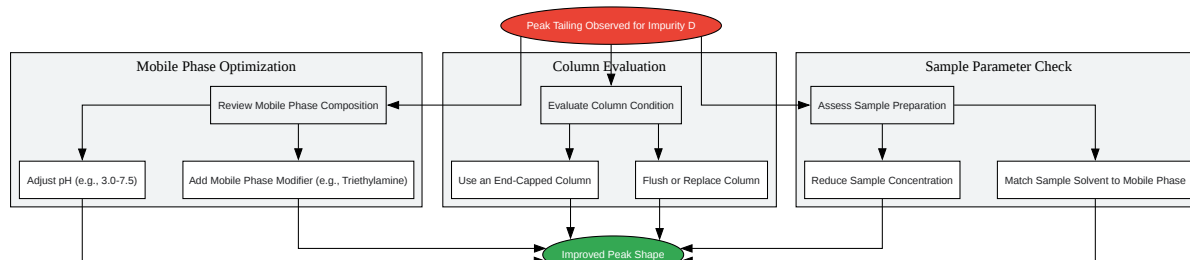 Peak Tailing Observed for Impurity D
Mobile Phase Optimization
Column Evaluation
Sample Parameter Check
Review Mobile Phase Composition
Evaluate Column Condition
Assess Sample Preparation
Adjust pH (e.g., 3.0-7.5)
Add Mobile Phase Modifier (e.g., Triethylamine)
Use an End-Capped Column
Flush or Replace Column
Reduce Sample Concentration
Match Sample Solvent to Mobile Phase
Improved Peak Shape